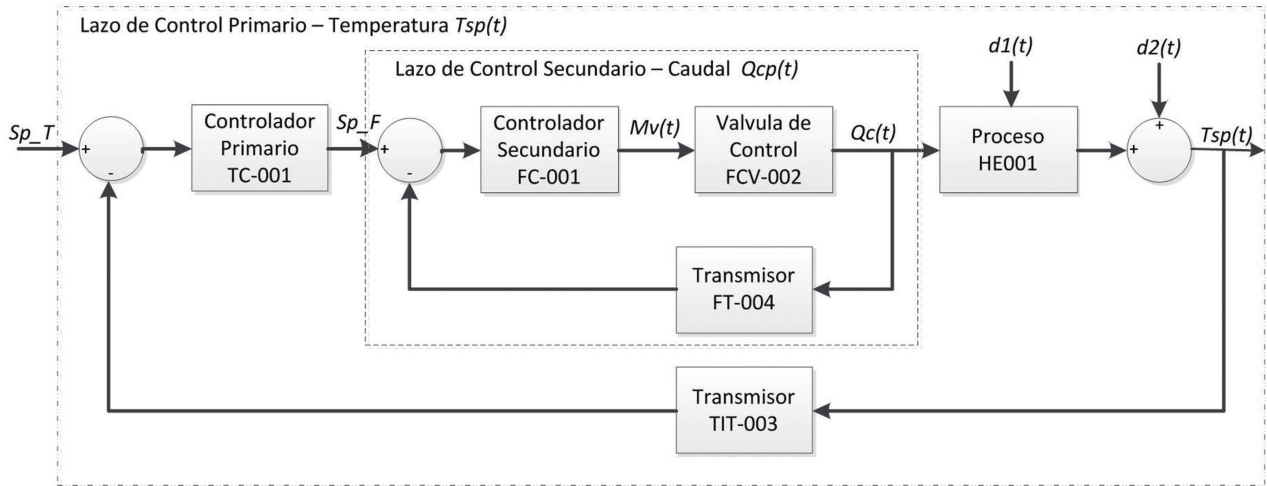 Lazo de Control Primario – Temperatura Tsp(t)
Lazo de Control Secundario – Caudal Qcp(t)
d1(t)
d2(t)
Sp_T
+
-
Controlador
Primario
TC-001
Sp_F
+
-
Controlador
Secundario
FC-001
Mv(t)
Valvula de
Control
FCV-002
Qc(t)
Proceso
HE001
+
+
Tsp(t)
Transmisor
FT-004
Transmisor
TIT-003